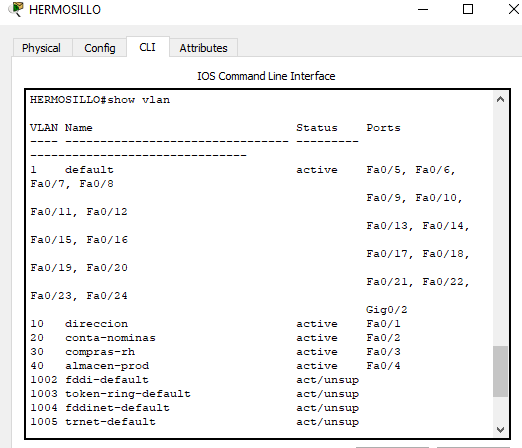 HERMOSILLO
Physical Config CLI Attributes
IOS Command Line Interface
HERMOSILLO#show vlan
VLAN Name Status Ports
---- -------------------------------- --------- -------------------------------
1 default active Fa0/5, Fa0/6,
Fa0/7, Fa0/8
Fa0/9, Fa0/10,
Fa0/11, Fa0/12
Fa0/13, Fa0/14,
Fa0/15, Fa0/16
Fa0/17, Fa0/18,
Fa0/19, Fa0/20
Fa0/21, Fa0/22,
Fa0/23, Fa0/24
Gig0/2
10 direccion active Fa0/1
20 conta-nominas active Fa0/2
30 compras-rh active Fa0/3
40 almacen-prod active Fa0/4
1002 fddi-default act/unsup
1003 token-ring-default act/unsup
1004 fddinet-default act/unsup
1005 trnet-default act/unsup